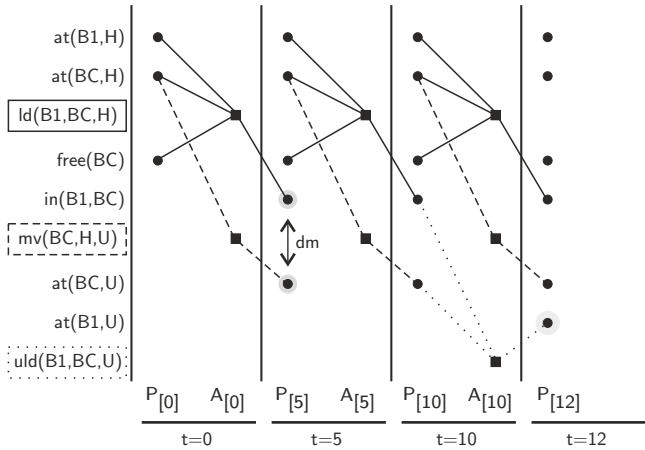 at(B1,H)
at(BC,H)
ld(B1,BC,H)
free(BC)
in(B1,BC)
mv(BC,H,U)
dm
at(BC,U)
at(B1,U)
uld(B1,BC,U)
P[0] A[0] P[5] A[5] P[10] A[10] P[12]
t=0 t=5 t=10 t=12